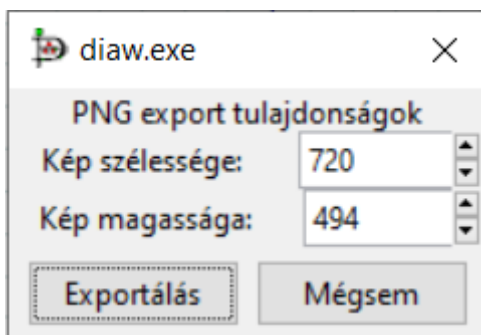 diaw.exe
PNG export tulajdonságok
Kép szélessége: 720
Kép magassága: 494
Exportálás Mégsem